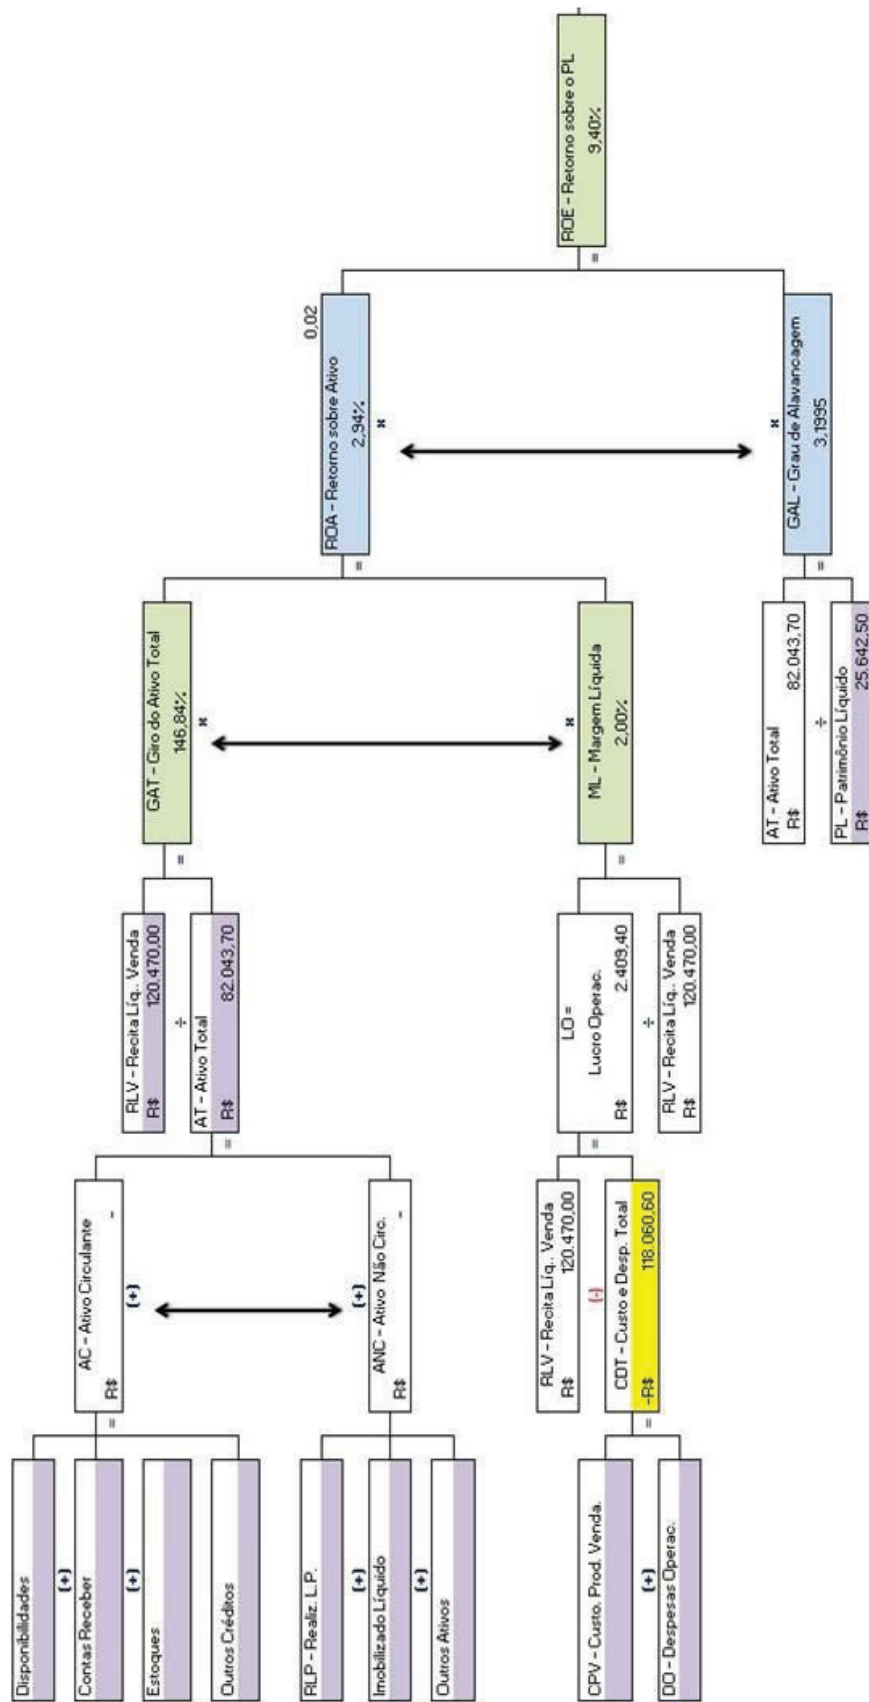 Disponibilidades
(+)
Contas Receber
(+)
Estoques
Outros Créditos
RLP - Realiz. L.P.
(+)
Imobilizado Líquido
(+)
Outros Ativos
CPV - Custo. Prod. Venda.
(+)
DO - Despesas Operac.
=
AC - Ativo Circulante
R$ -
(+)
(+)
ANC - Ativo Não Circ.
R$ -
=
RLV - Recita Líq.. Venda
R$ 120.470,00
(-)
CDT - Custo e Desp. Total
-R$ 118.060,60
=
=
RLV - Recita Líq.. Venda
R$ 120.470,00
÷
AT - Ativo Total
R$ 82.043,70
=
LO =
Lucro Operac.
R$ 2.409,40
÷
RLV - Recita Líq.. Venda
R$ 120.470,00
=
=
GAT - Giro do Ativo Total
146,84%
x
x
ML - Margem Líquida
2,00%
=
AT - Ativo Total
R$ 82.043,70
÷
PL - Patrimônio Líquido
R$ 25.642,50
=
0,02
ROA - Retorno sobre Ativo
2,94%
x
x
GAL - Grau de Alavancagem
3,1995
=
=
ROE - Retorno sobre o PL
9,40%
=